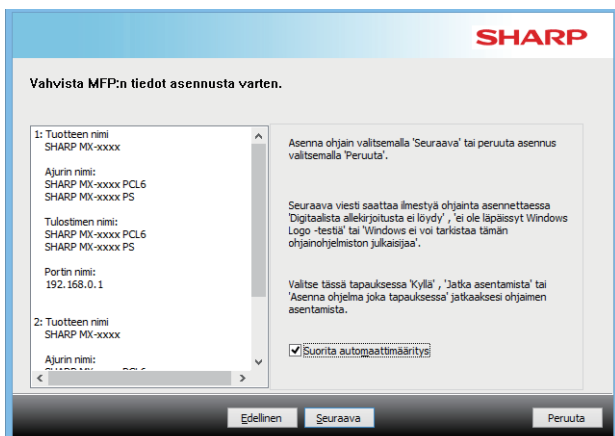 SHARP
Vahvista MFP:n tiedot asennusta varten.
1: Tuotteen nimi
SHARP MX-xxxx
Ajurin nimi:
SHARP MX-xxxx PCL6
SHARP MX-xxxx PS
Tulostimen nimi:
SHARP MX-xxxx PCL6
SHARP MX-xxxx PS
Portin nimi:
192.168.0.1
2: Tuotteen nimi
SHARP MX-xxxx
Ajurin nimi:
Asenna ohjain valitsemalla 'Seuraava' tai peruuta asennus
valitsemalla 'Peruuta'.
Seuraava viesti saattaa ilmestyä ohjainta asennettaessa
'Digitaalista allekirjoitusta ei löydy' , 'ei ole läpäissyt Windows
Logo -testiä' tai 'Windows ei voi tarkistaa tämän
ohjainohjelmiston julkaisijaa'.
Valitse tässä tapauksessa 'Kyllä' , 'Jatka asentamista' tai
'Asenna ohjelma joka tapauksessa' jatkaaksesi ohjaimen
asentamista.
Suorita automaattimääritys
Edellinen
Seuraava
Peruuta